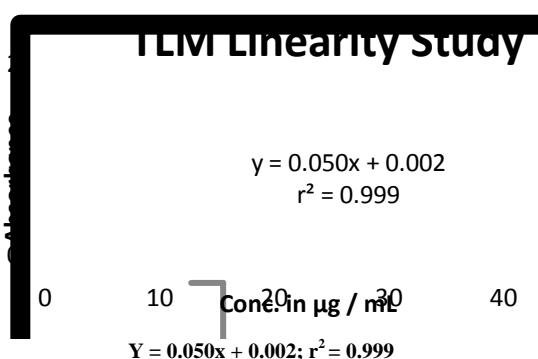 TLM Linearity Study
y = 0.050x + 0.002
r² = 0.999
0 10 20 30 40
Conc. in µg / mL
Y = 0.050x + 0.002; r² = 0.999